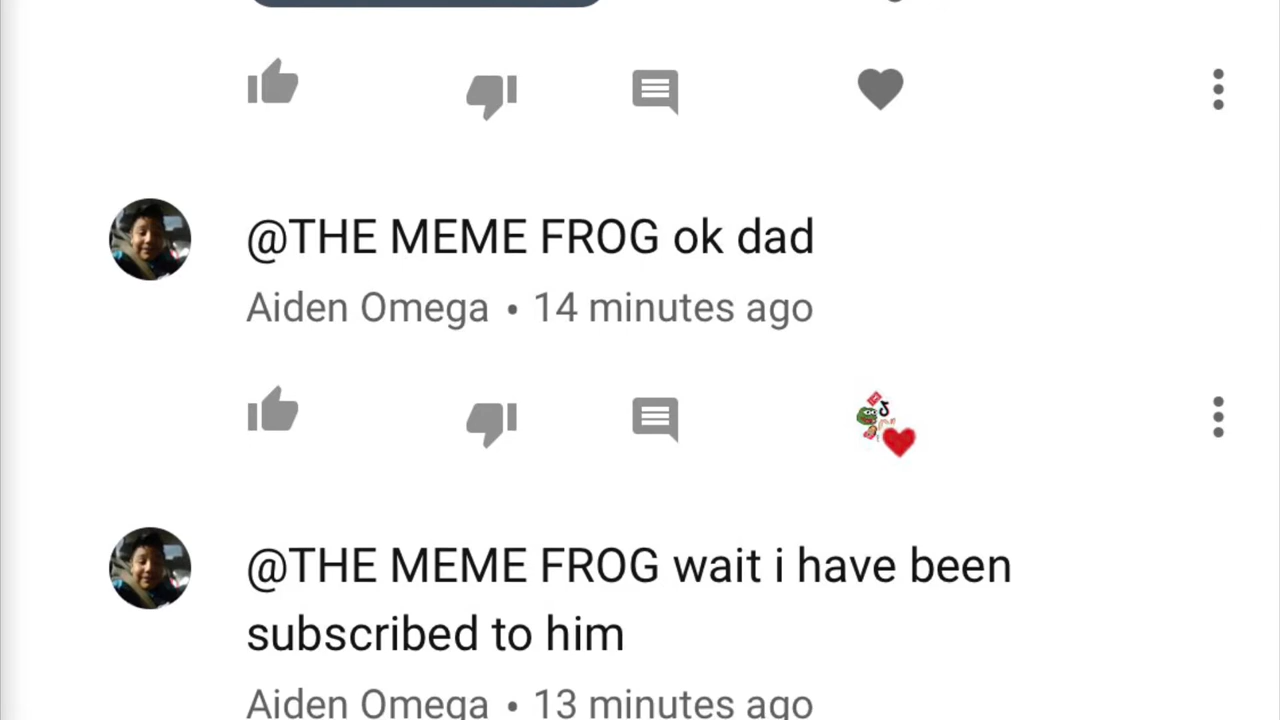 @THE MEME FROG ok dad
Aiden Omega • 14 minutes ago
@THE MEME FROG wait i have been
subscribed to him
Aiden Omega • 13 minutes ago